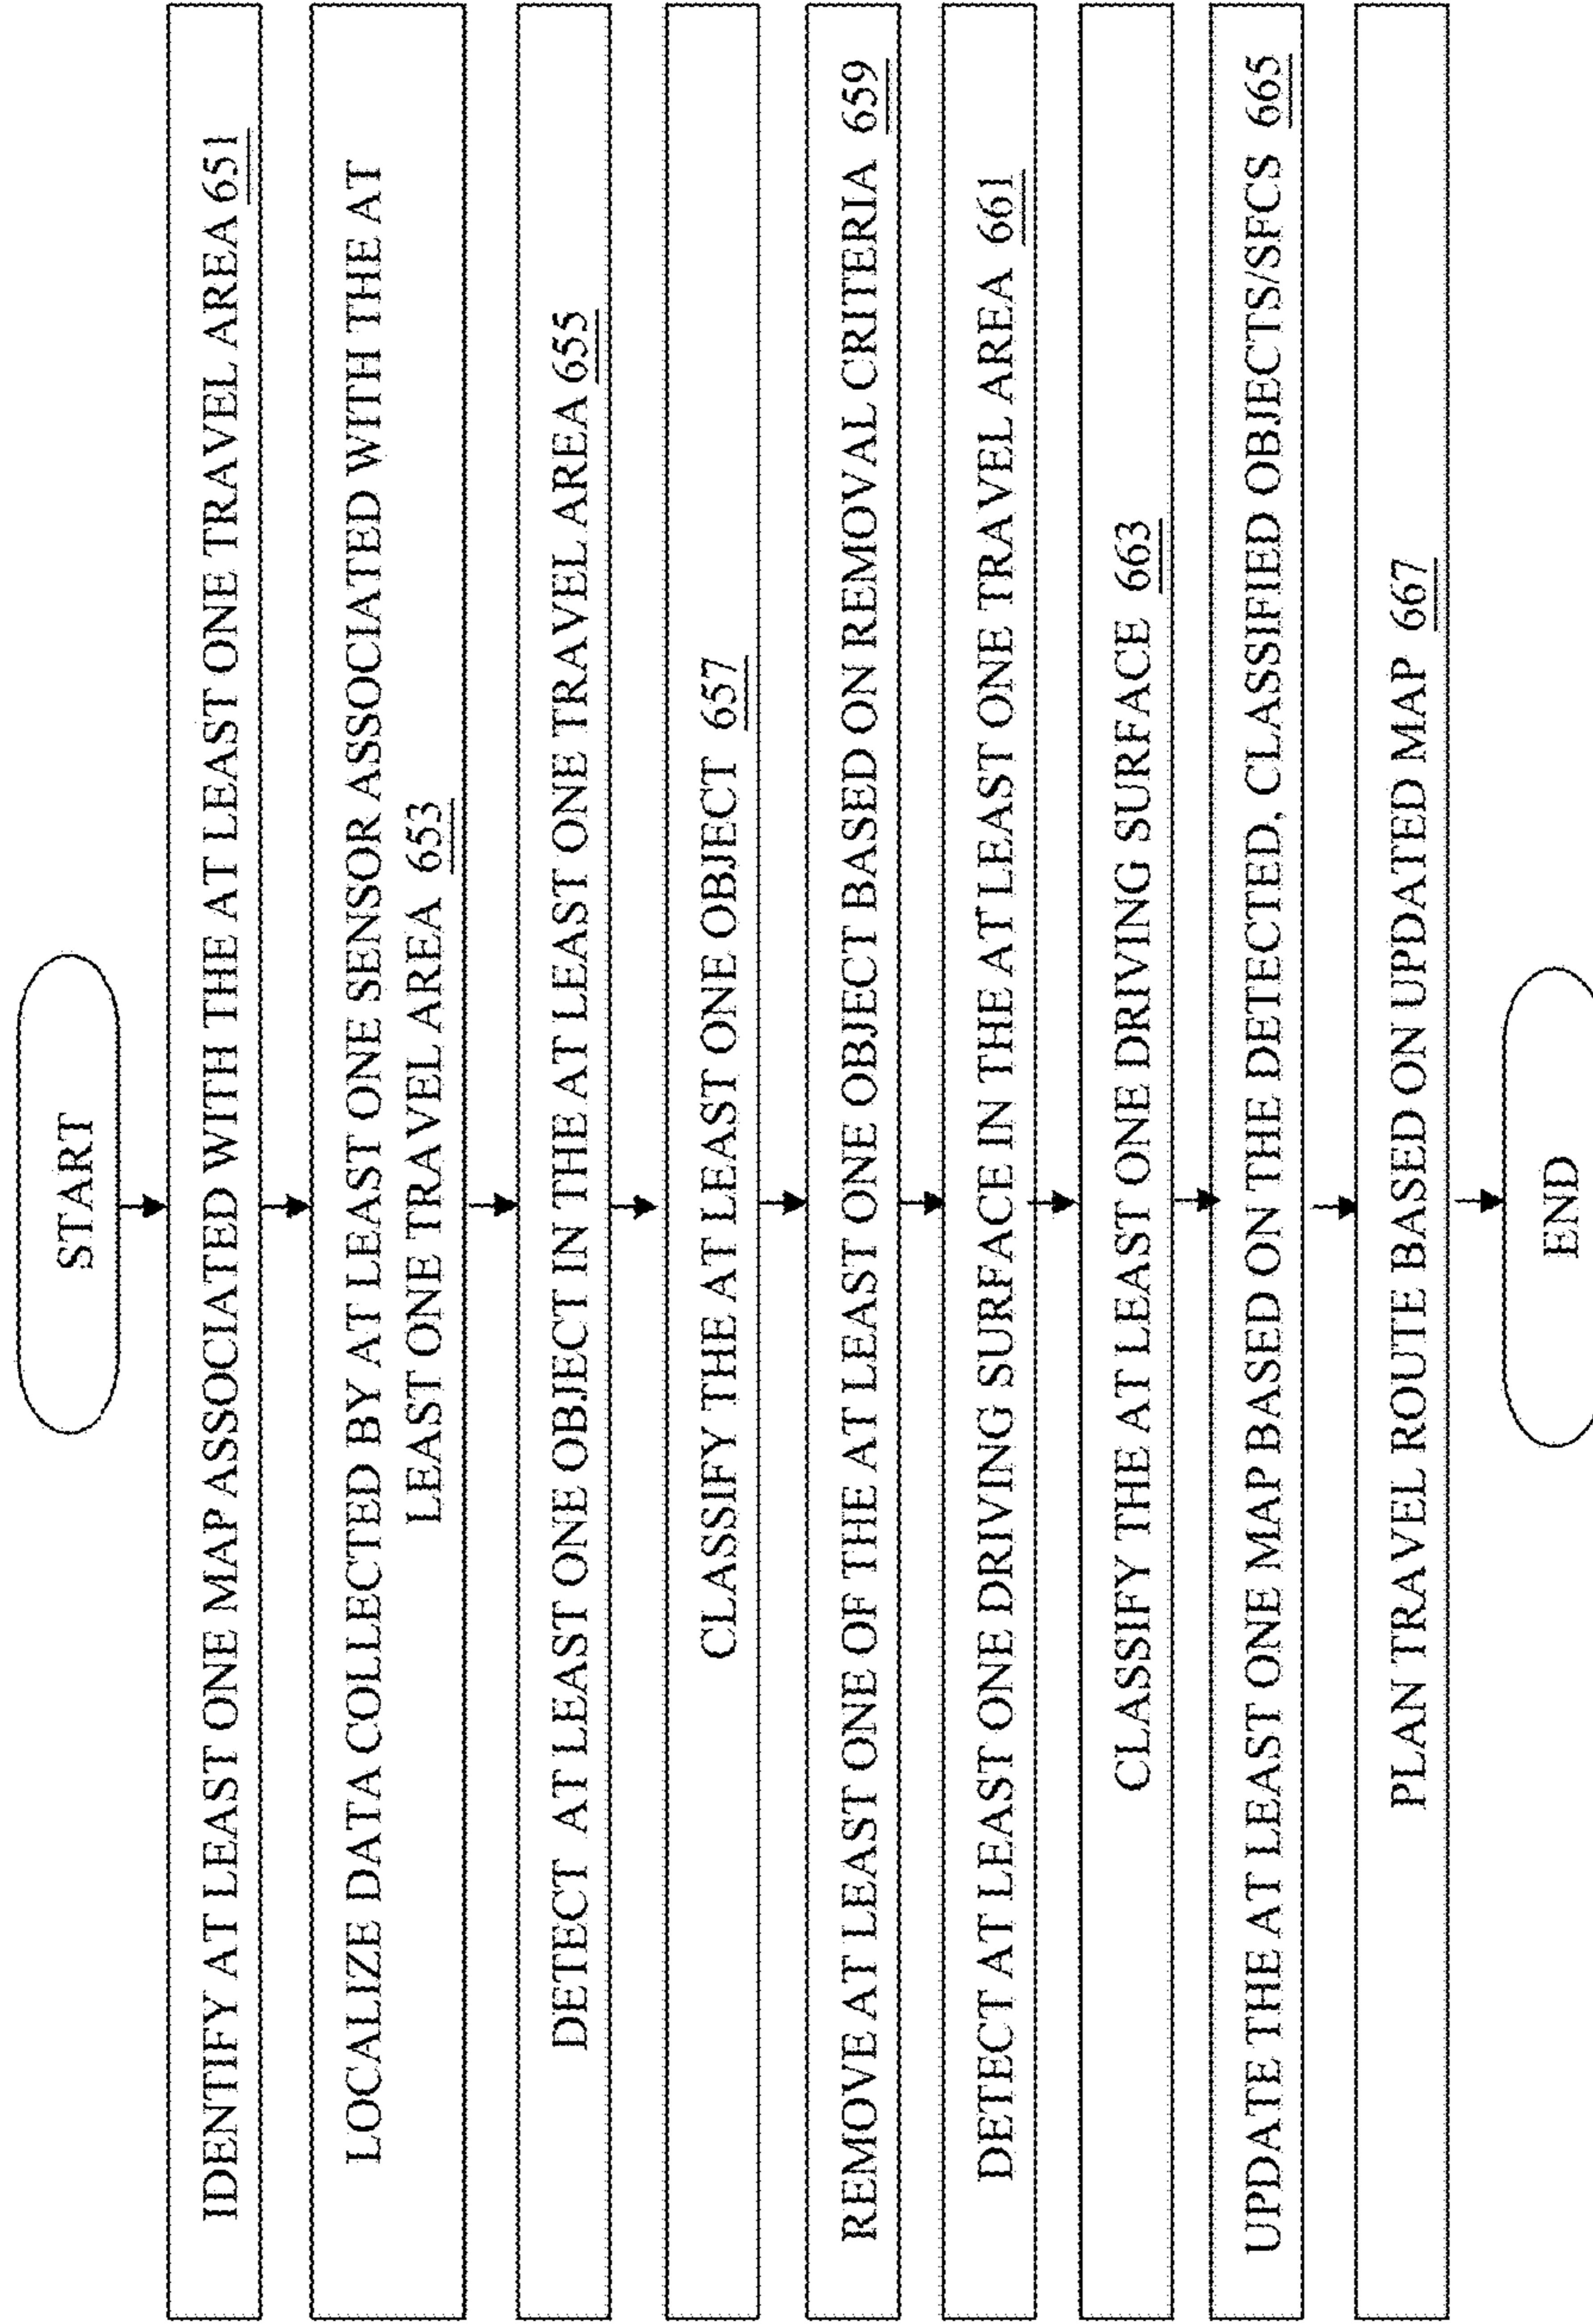 START
IDENTIFY AT LEAST ONE MAP ASSOCIATED WITH THE AT LEAST ONE TRAVEL AREA 651
LOCALIZE DATA COLLECTED BY AT LEAST ONE SENSOR ASSOCIATED WITH THE AT
LEAST ONE TRAVEL AREA 653
DETECT AT LEAST ONE OBJECT IN THE AT LEAST ONE TRAVEL AREA 655
CLASSIFY THE AT LEAST ONE OBJECT 657
REMOVE AT LEAST ONE OF THE AT LEAST ONE OBJECT BASED ON REMOVAL CRITERIA 659
DETECT AT LEAST ONE DRIVING SURFACE IN THE AT LEAST ONE TRAVEL AREA 661
CLASSIFY THE AT LEAST ONE DRIVING SURFACE 663
UPDATE THE AT LEAST ONE MAP BASED ON THE DETECTED, CLASSIFIED OBJECTS/SFCS 665
PLAN TRAVEL ROUTE BASED ON UPDATED MAP 667
END